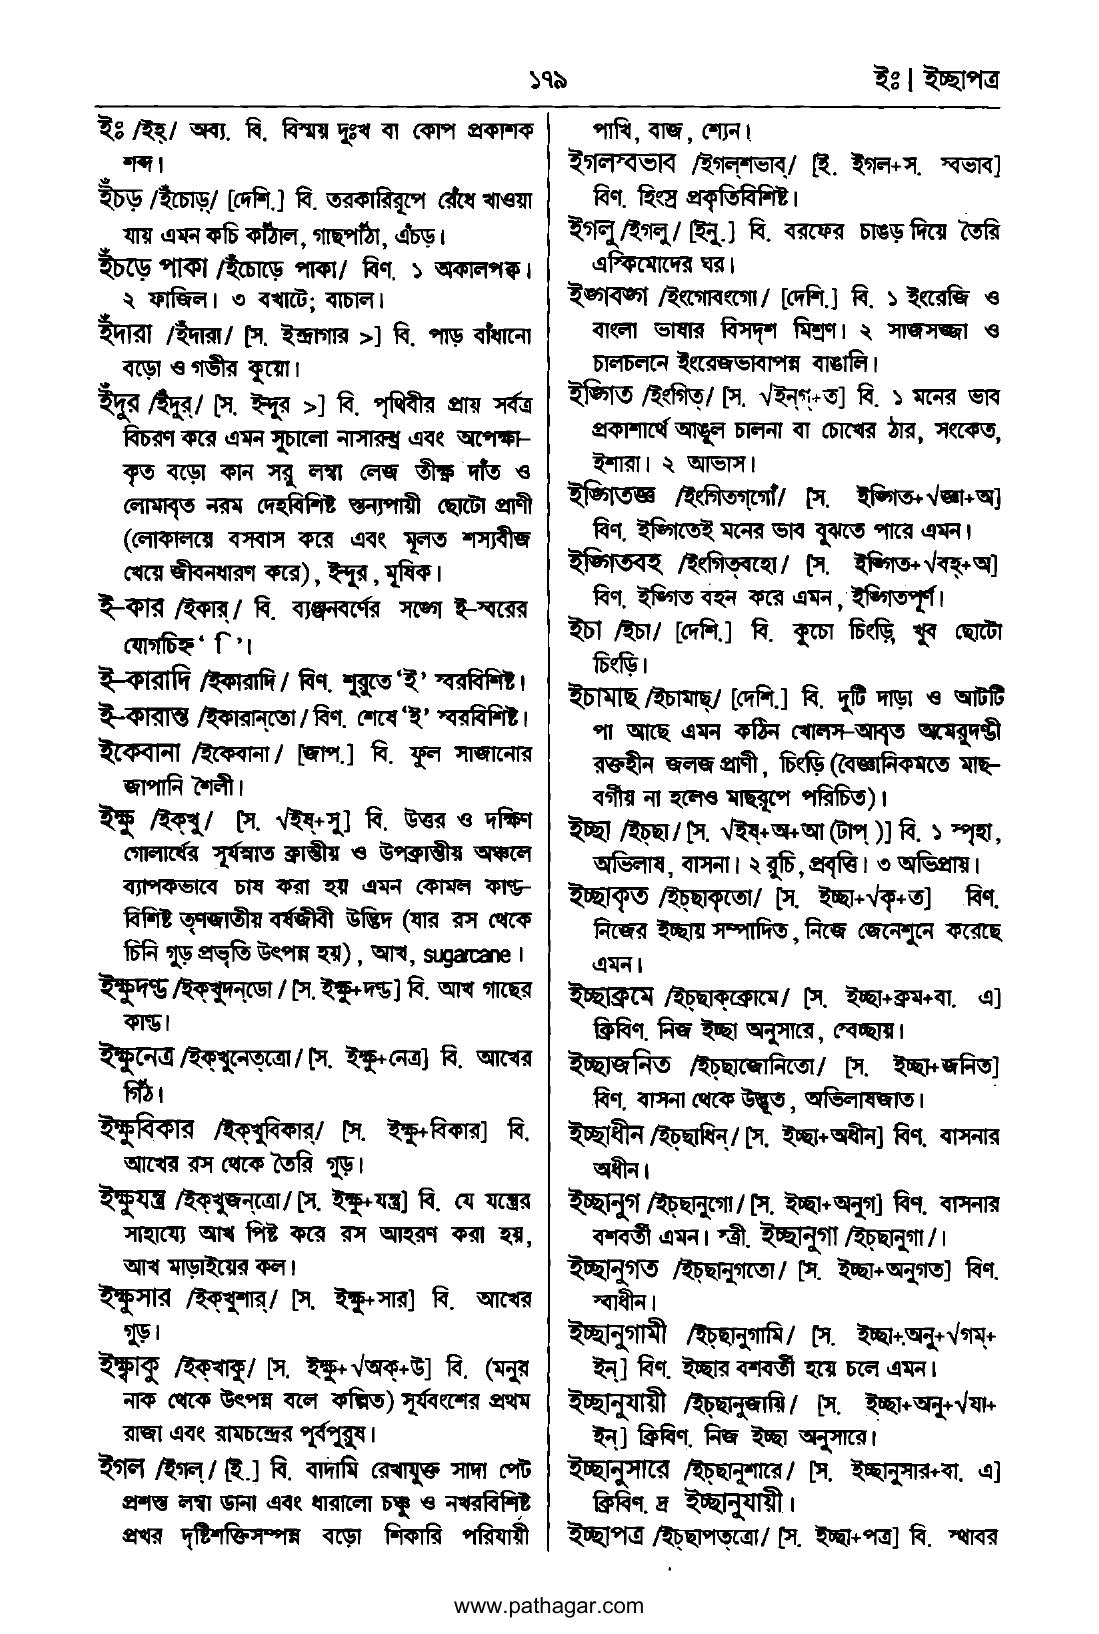 ১৭৯
ইঃ | ইচ্ছাপত্র
ইঃ /ইহ্/ অব্য. বি. বিস্ময় দুঃখ বা কোপ প্রকাশক
শব্দ।
ইঁচড় /ইঁচোড়্/ [দেশি.] বি. তরকারিরূপে রেঁধে খাওয়া
যায় এমন কচি কাঁঠাল, গাছপাঁঠা, এঁচড়।
ইঁচড়ে পাকা /ইঁচোড়ে পাকা/ বিণ. ১ অকালপক্ব।
২ ফাজিল। ৩ বখাটে; বাচাল।
ইঁদারা /ইঁদারা/ [স. ইন্দ্রাগার >] বি. পাড় বাঁধানো
বড়ো ও গভীর কুয়ো।
ইঁদুর /ইঁদুর্/ [স. ইন্দুর >] বি. পৃথিবীর প্রায় সর্বত্র
বিচরণ করে এমন সুচালো নাসারন্ধ্র এবং অপেক্ষা-
কৃত বড়ো কান সরু লম্বা লেজ তীক্ষ্ণ দাঁত ও
লোমাবৃত নরম দেহবিশিষ্ট স্তন্যপায়ী ছোটো প্রাণী
(লোকালয়ে বসবাস করে এবং মূলত শস্যবীজ
খেয়ে জীবনধারণ করে), ইন্দুর, মূষিক।
ই-কার /ইকার্/ বি. ব্যঞ্জনবর্ণের সঙ্গে ই-স্বরের
যোগচিহ্ন ‘ ি ’।
ই-কারাদি /ইকারাদি/ বিণ. শুরুতে ‘ই’ স্বরবিশিষ্ট।
ই-কারান্ত /ইকারান্‌তো/ বিণ. শেষে ‘ই’ স্বরবিশিষ্ট।
ইকেবানা /ইকেবানা/ [জাপ.] বি. ফুল সাজানোর
জাপানি শৈলী।
ইক্ষু /ইক্‌খু/ [স. √ইষ্+সু] বি. উত্তর ও দক্ষিণ
গোলার্ধের সূর্যস্নাত ক্রান্তীয় ও উপক্রান্তীয় অঞ্চলে
ব্যাপকভাবে চাষ করা হয় এমন কোমল কাণ্ড-
বিশিষ্ট তৃণজাতীয় বর্ষজীবী উদ্ভিদ (যার রস থেকে
চিনি গুড় প্রভৃতি উৎপন্ন হয়), আখ, sugarcane।
ইক্ষুদণ্ড /ইক্‌খুদন্‌ডো/ [স. ইক্ষু+দণ্ড] বি. আখ গাছের
কাণ্ড।
ইক্ষুনেত্র /ইক্‌খুনেত্‌ত্রো/ [স. ইক্ষু+নেত্র] বি. আখের
গিঁঠ।
ইক্ষুবিকার /ইক্‌খুবিকার্/ [স. ইক্ষু+বিকার] বি.
আখের রস থেকে তৈরি গুড়।
ইক্ষুযন্ত্র /ইক্‌খুজন্‌ত্রো/ [স. ইক্ষু+যন্ত্র] বি. যে যন্ত্রের
সাহায্যে আখ পিষ্ট করে রস আহরণ করা হয়,
আখ মাড়াইয়ের কল।
ইক্ষুসার /ইক্‌খুশার্/ [স. ইক্ষু+সার] বি. আখের
গুড়।
ইক্ষ্বাকু /ইক্‌খাকু/ [স. ইক্ষু+√অক্+উ] বি. (মনুর
নাক থেকে উৎপন্ন বলে কল্পিত) সূর্যবংশের প্রথম
রাজা এবং রামচন্দ্রের পূর্বপুরুষ।
ইগল /ইগল্/ [ই.] বি. বাদামি রেখাযুক্ত সাদা পেট
প্রশস্ত লম্বা ডানা এবং ধারালো চঞ্চু ও নখরবিশিষ্ট
প্রখর দৃষ্টিশক্তিসম্পন্ন বড়ো শিকারি পরিযায়ী
পাখি, বাজ, শ্যেন।
ইগলস্বভাব /ইগল্‌শভাব্/ [ই. ইগল+স. স্বভাব]
বিণ. হিংস্র প্রকৃতিবিশিষ্ট।
ইগলু /ইগলু/ [ইনু.] বি. বরফের চাঙড় দিয়ে তৈরি
এস্কিমোদের ঘর।
ইঙ্গবঙ্গ /ইংগোবংগো/ [দেশি.] বি. ১ ইংরেজি ও
বাংলা ভাষার বিসদৃশ মিশ্রণ। ২ সাজসজ্জা ও
চালচলনে ইংরেজভাবাপন্ন বাঙালি।
ইঙ্গিত /ইংগিত্/ [স. √ইন্‌গ্+ত] বি. ১ মনের ভাব
প্রকাশার্থে আঙুল চালনা বা চোখের ঠার, সংকেত,
ইশারা। ২ আভাস।
ইঙ্গিতজ্ঞ /ইংগিতগ্‌গোঁ/ [স. ইঙ্গিত+√জ্ঞা+অ]
বিণ. ইঙ্গিতেই মনের ভাব বুঝতে পারে এমন।
ইঙ্গিতবহ /ইংগিত্‌বহো/ [স. ইঙ্গিত+√বহ্+অ]
বিণ. ইঙ্গিত বহন করে এমন, ইঙ্গিতপূর্ণ।
ইচা /ইচা/ [দেশি.] বি. কুচো চিংড়ি, খুব ছোটো
চিংড়ি।
ইচামাছ /ইচামাছ্/ [দেশি.] বি. দুটি দাড়া ও আটটি
পা আছে এমন কঠিন খোলস-আবৃত অমেরুদণ্ডী
রক্তহীন জলজ প্রাণী, চিংড়ি (বৈজ্ঞানিকমতে মাছ-
বর্গীয় না হলেও মাছরূপে পরিচিত)।
ইচ্ছা /ইচ্‌ছা/ [স. √ইষ্+অ+আ (টাপ্ )] বি. ১ স্পৃহা,
অভিলাষ, বাসনা। ২ রুচি, প্রবৃত্তি। ৩ অভিপ্রায়।
ইচ্ছাকৃত /ইচ্‌ছাকৃতো/ [স. ইচ্ছা+√কৃ+ত] বিণ.
নিজের ইচ্ছায় সম্পাদিত, নিজে জেনেশুনে করেছে
এমন।
ইচ্ছাক্রমে /ইচ্‌ছাক্‌ক্রোমে/ [স. ইচ্ছা+ক্রম+বা. এ]
ক্রিবিণ. নিজ ইচ্ছা অনুসারে, স্বেচ্ছায়।
ইচ্ছাজনিত /ইচ্‌ছাজোনিতো/ [স. ইচ্ছা+জনিত]
বিণ. বাসনা থেকে উদ্ভূত, অভিলাষজাত।
ইচ্ছাধীন /ইচ্‌ছাধিন্/ [স. ইচ্ছা+অধীন] বিণ. বাসনার
অধীন।
ইচ্ছানুগ /ইচ্‌ছানুগো/ [স. ইচ্ছা+অনুগ] বিণ. বাসনার
বশবর্তী এমন। স্ত্রী. ইচ্ছানুগা /ইচ্‌ছানুগা/।
ইচ্ছানুগত /ইচ্‌ছানুগতো/ [স. ইচ্ছা+অনুগত] বিণ.
স্বাধীন।
ইচ্ছানুগামী /ইচ্‌ছানুগামি/ [স. ইচ্ছা+অনু+√গম্+
ইন্] বিণ. ইচ্ছার বশবর্তী হয়ে চলে এমন।
ইচ্ছানুযায়ী /ইচ্‌ছানুজায়ি/ [স. ইচ্ছা+অনু+√যা+
ইন্] ক্রিবিণ. নিজ ইচ্ছা অনুসারে।
ইচ্ছানুসারে /ইচ্‌ছানুশারে/ [স. ইচ্ছানুসার+বা. এ]
ক্রিবিণ. দ্র ইচ্ছানুযায়ী।
ইচ্ছাপত্র /ইচ্‌ছাপত্‌ত্রো/ [স. ইচ্ছা+পত্র] বি. স্থাবর
www.pathagar.com